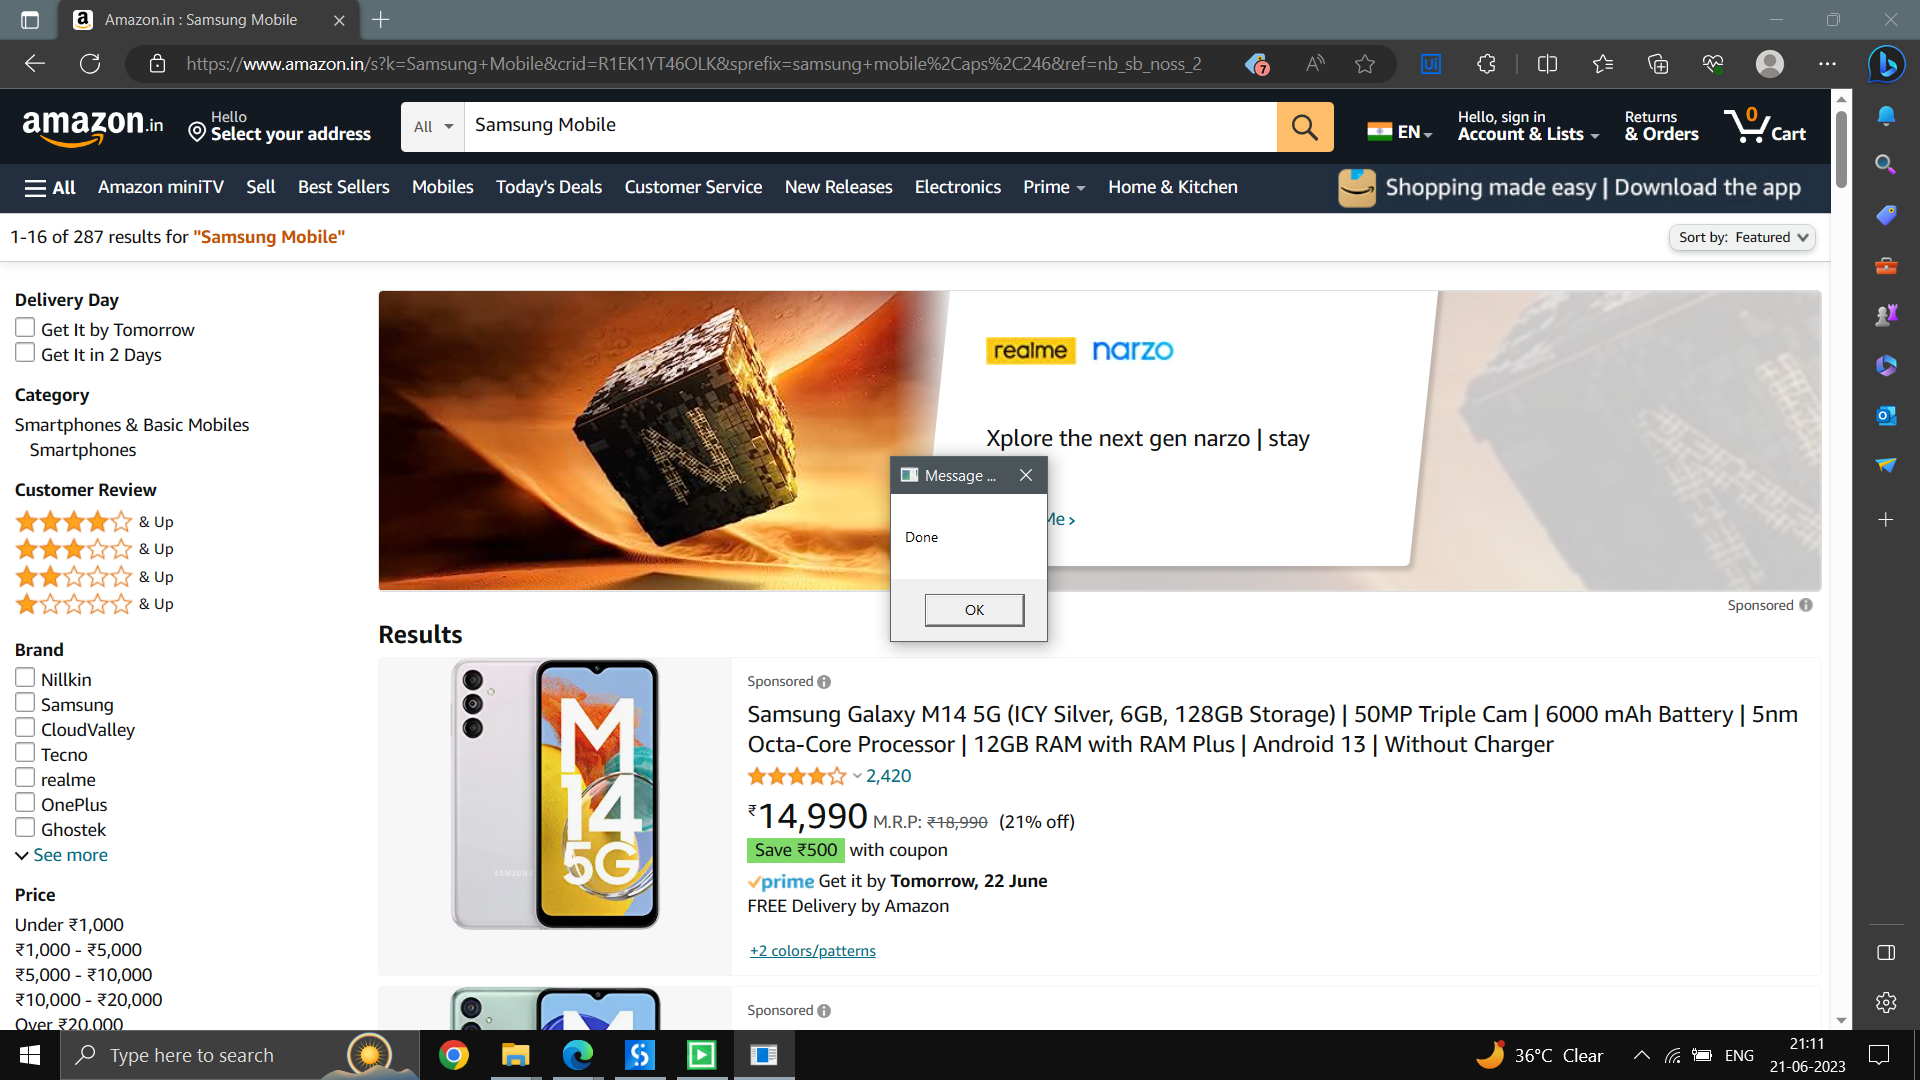 Amazon.in : Samsung Mobile
https://www.amazon.in/s?k=Samsung+Mobile&crid=R1EK1YT46OLK&sprefix=samsung+mobile%2Caps%2C246&ref=nb_sb_noss_2
7
amazon.in
Hello
Select your address
All
Samsung Mobile
EN
Hello, sign in
Account & Lists
Returns
& Orders
0
Cart
All
Amazon miniTV
Sell
Best Sellers
Mobiles
Today's Deals
Customer Service
New Releases
Electronics
Prime
Home & Kitchen
Shopping made easy | Download the app
1-16 of 287 results for "Samsung Mobile"
Sort by: Featured
Delivery Day
Get It by Tomorrow
Get It in 2 Days
Category
Smartphones & Basic Mobiles
Smartphones
Customer Review
& Up
& Up
& Up
& Up
Brand
Nillkin
Samsung
CloudValley
Tecno
realme
OnePlus
Ghostek
See more
Price
Under ₹1,000
₹1,000 - ₹5,000
₹5,000 - ₹10,000
₹10,000 - ₹20,000
Over ₹20,000
N
realme narzo
Xplore the next gen narzo | stay
Me ›
Message ...
Done
OK
Sponsored
Results
M
14
5G
SAMSUNG
Sponsored
Samsung Galaxy M14 5G (ICY Silver, 6GB, 128GB Storage) | 50MP Triple Cam | 6000 mAh Battery | 5nm
Octa-Core Processor | 12GB RAM with RAM Plus | Android 13 | Without Charger
2,420
₹14,990 M.R.P: ₹18,990 (21% off)
Save ₹500 with coupon
prime Get it by Tomorrow, 22 June
FREE Delivery by Amazon
+2 colors/patterns
Sponsored
Type here to search
36°C Clear
ENG
21:11
21-06-2023